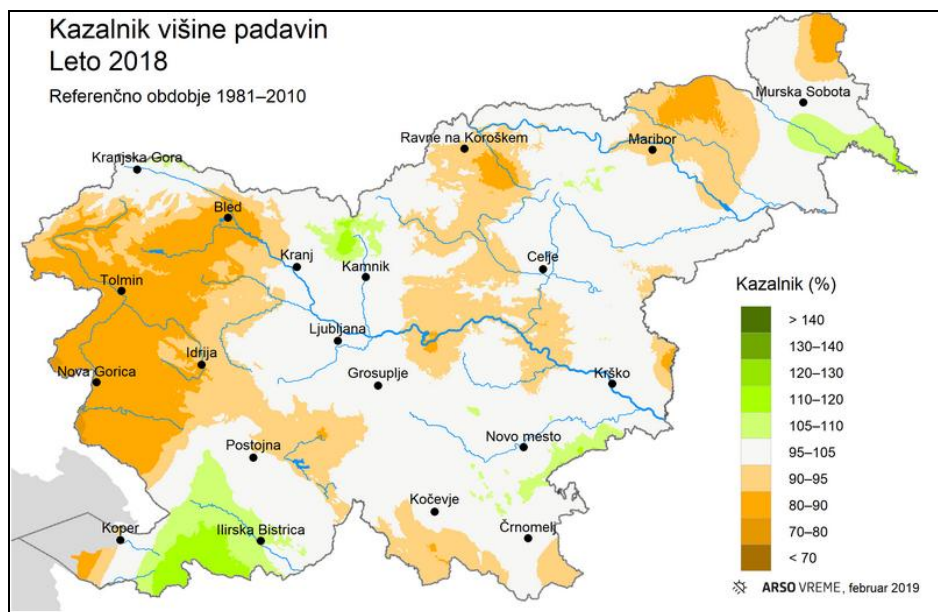 Kazalnik višine padavin
Leto 2018
Referenčno obdobje 1981–2010
Murska Sobota
Ravne na Koroškem
Maribor
Kranjska Gora
Bled
Kranj
Kamnik
Celje
Tolmin
Ljubljana
Idrija
Nova Gorica
Grosuplje
Krško
Postojna
Novo mesto
Kočevje
Koper
Ilirska Bistrica
Črnomelj
Kazalnik (%)
> 140
130–140
120–130
110–120
105–110
95–105
90–95
80–90
70–80
< 70
ARSO VREME, februar 2019